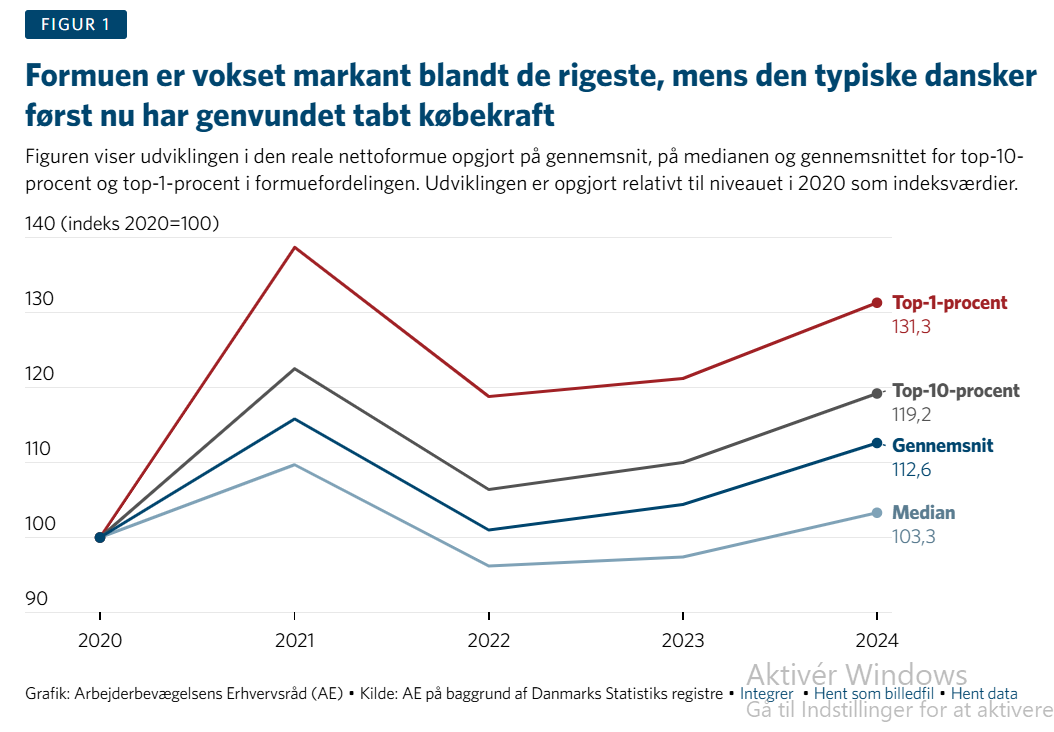 FIGUR 1
Formuen er vokset markant blandt de rigeste, mens den typiske dansker
først nu har genvundet tabt købekraft
Figuren viser udviklingen i den reale nettoformue opgjort på gennemsnit, på medianen og gennemsnittet for top-10-
procent og top-1-procent i formuefordelingen. Udviklingen er opgjort relativt til niveauet i 2020 som indeksværdier.
140 (indeks 2020=100)
130
120
110
100
90
Top-1-procent
131,3
Top-10-procent
119,2
Gennemsnit
112,6
Median
103,3
2020 2021 2022 2023 2024
Aktivér Windows
Grafik: Arbejderbevægelsens Erhvervsråd (AE) • Kilde: AE på baggrund af Danmarks Statistiks registre • Integrer • Hent som billedfil • Hent data
Gå til Indstillinger for at aktivere